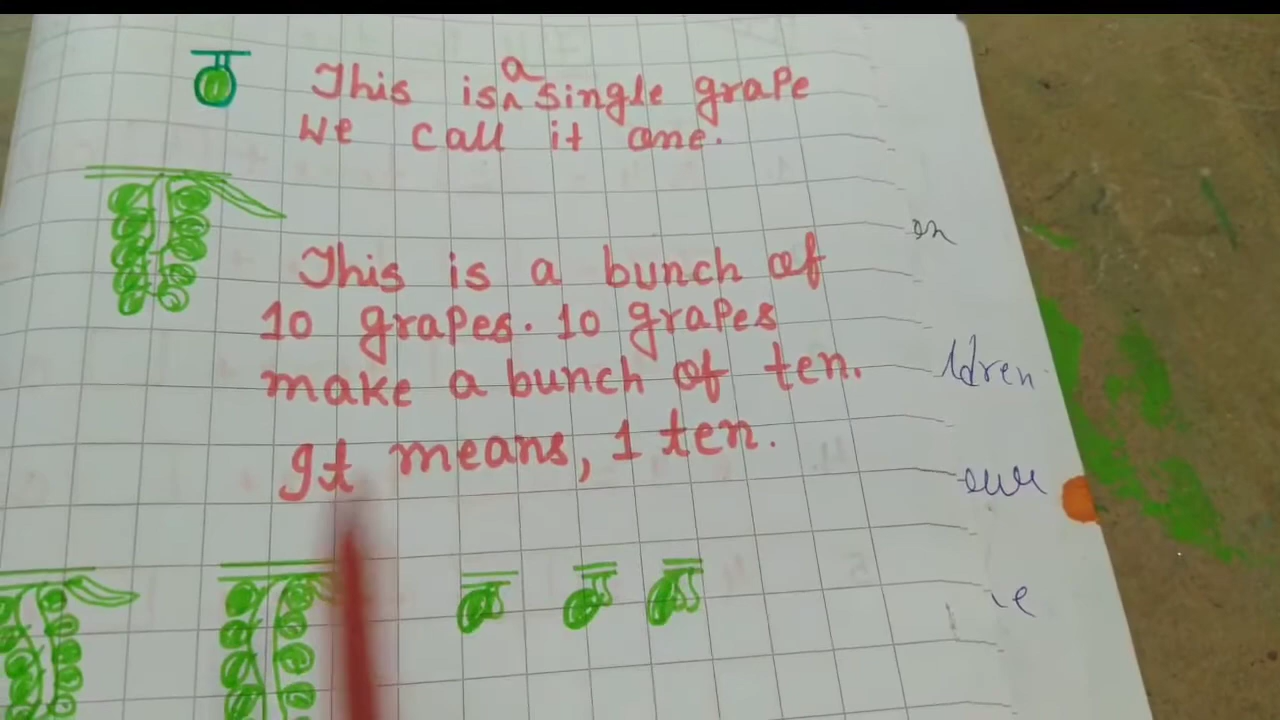 This is a single grape
We call it one.
This is a bunch of
10 grapes. 10 grapes
make a bunch of ten.
It means, 1 ten.